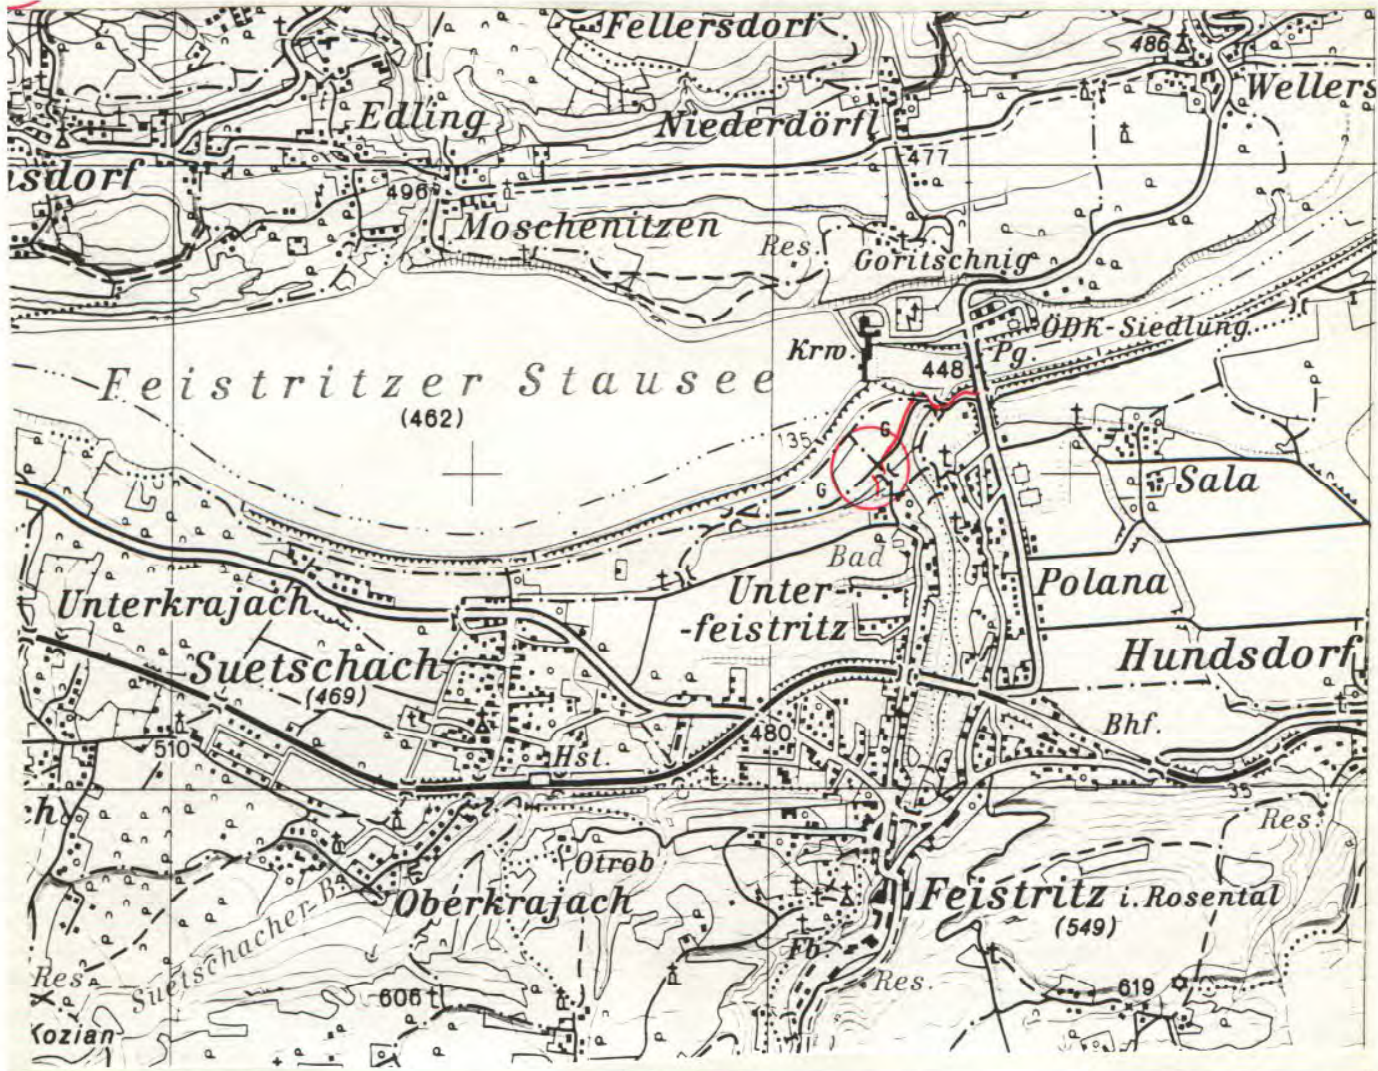 Fellersdorf
486
Wellers
Edling
Niederdörfl
477
sdorf
496
Moschenitzen
Res.
Goritschnig
ÖDK-Siedlung
Krw.
Pg.
448
Feistritzer Stausee
(462)
135
G
G
Sala
Bad
Unterkrajach
Unter-
-feistritz
Polana
Suetschach
(469)
Hundsdorf
510
Hst.
480
Bhf.
35
ch
Res.
Otrob
Oberkrajach
Feistritz i. Rosental
(549)
Suetschacher-B.
Fb
Res.
Res.
606
619
Kozian